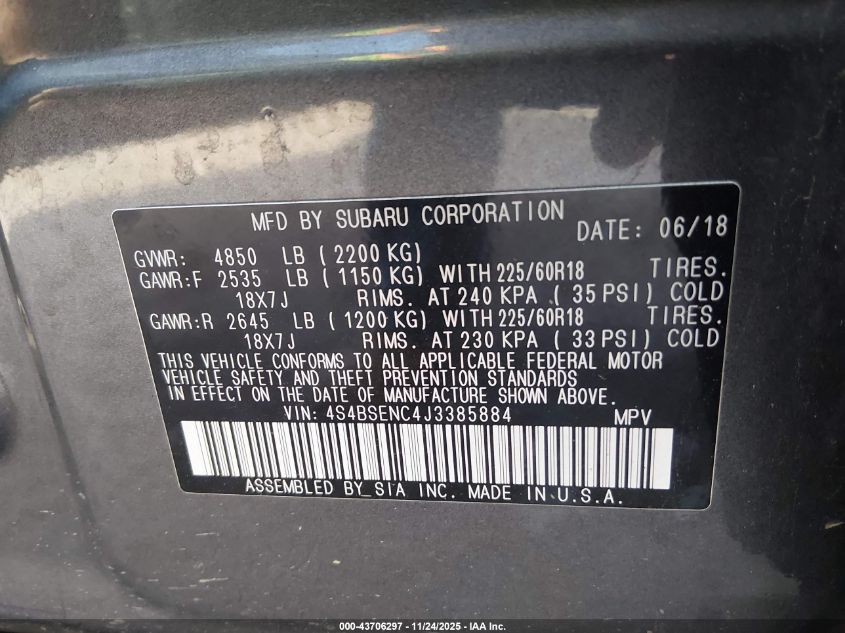 MFD BY SUBARU CORPORATION DATE: 06/18
GVWR: 4850 LB (2200 KG)
GAWR:F 2535 LB (1150 KG) WITH 225/60R18 TIRES.
18X7J RIMS. AT 240 KPA (35 PSI) COLD
GAWR:R 2645 LB (1200 KG) WITH 225/60R18 TIRES.
18X7J RIMS. AT 230 KPA (33 PSI) COLD
THIS VEHICLE CONFORMS TO ALL APPLICABLE FEDERAL MOTOR
VEHICLE SAFETY AND THEFT PREVENTION STANDARDS
IN EFFECT ON THE DATE OF MANUFACTURE SHOWN ABOVE.
VIN: 4S4BSENC4J3385884 MPV
ASSEMBLED BY SIA INC. MADE IN U.S.A.
000-43706297 - 11/24/2025 - IAA Inc.